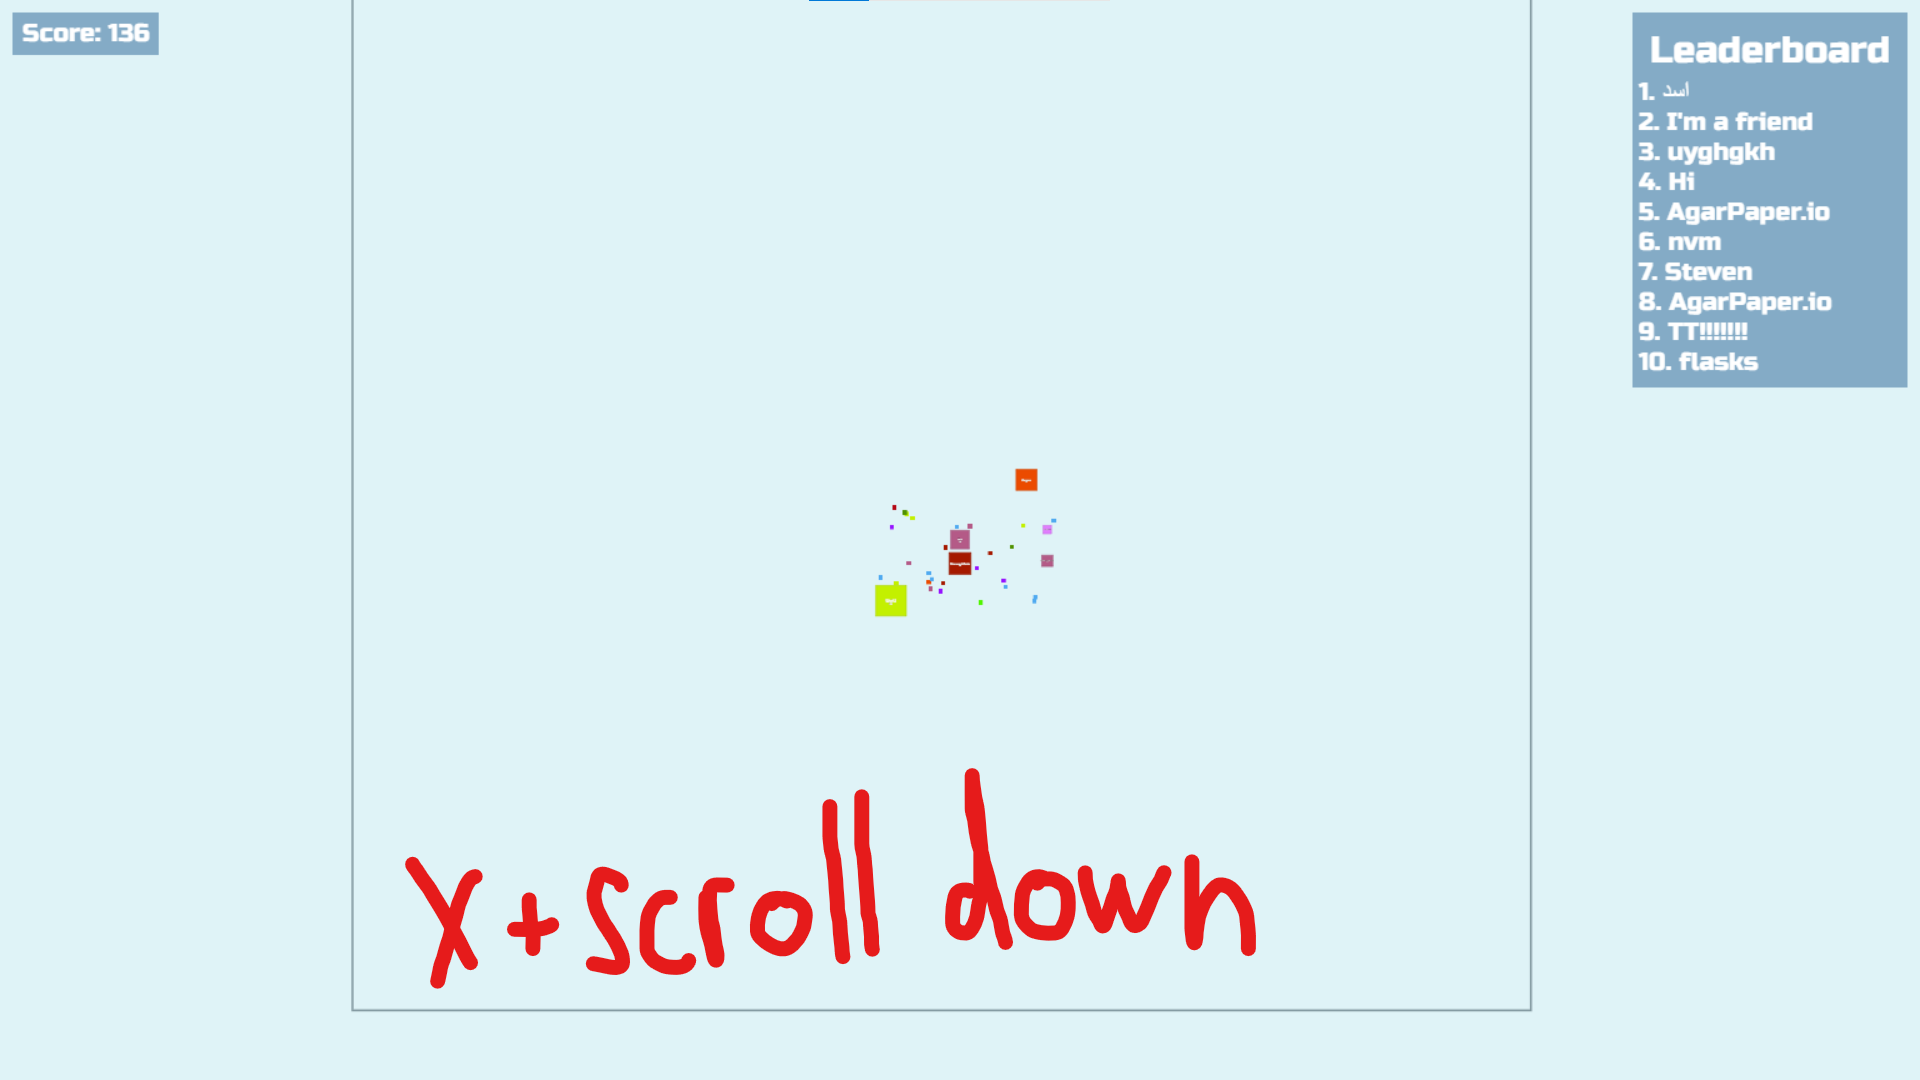 Score: 136
Leaderboard
1. اسد
2. I'm a friend
3. uyghgkh
4. Hi
5. AgarPaper.io
6. nvm
7. Steven
8. AgarPaper.io
9. TT!!!!!!!
10. flasks
x+scroll down